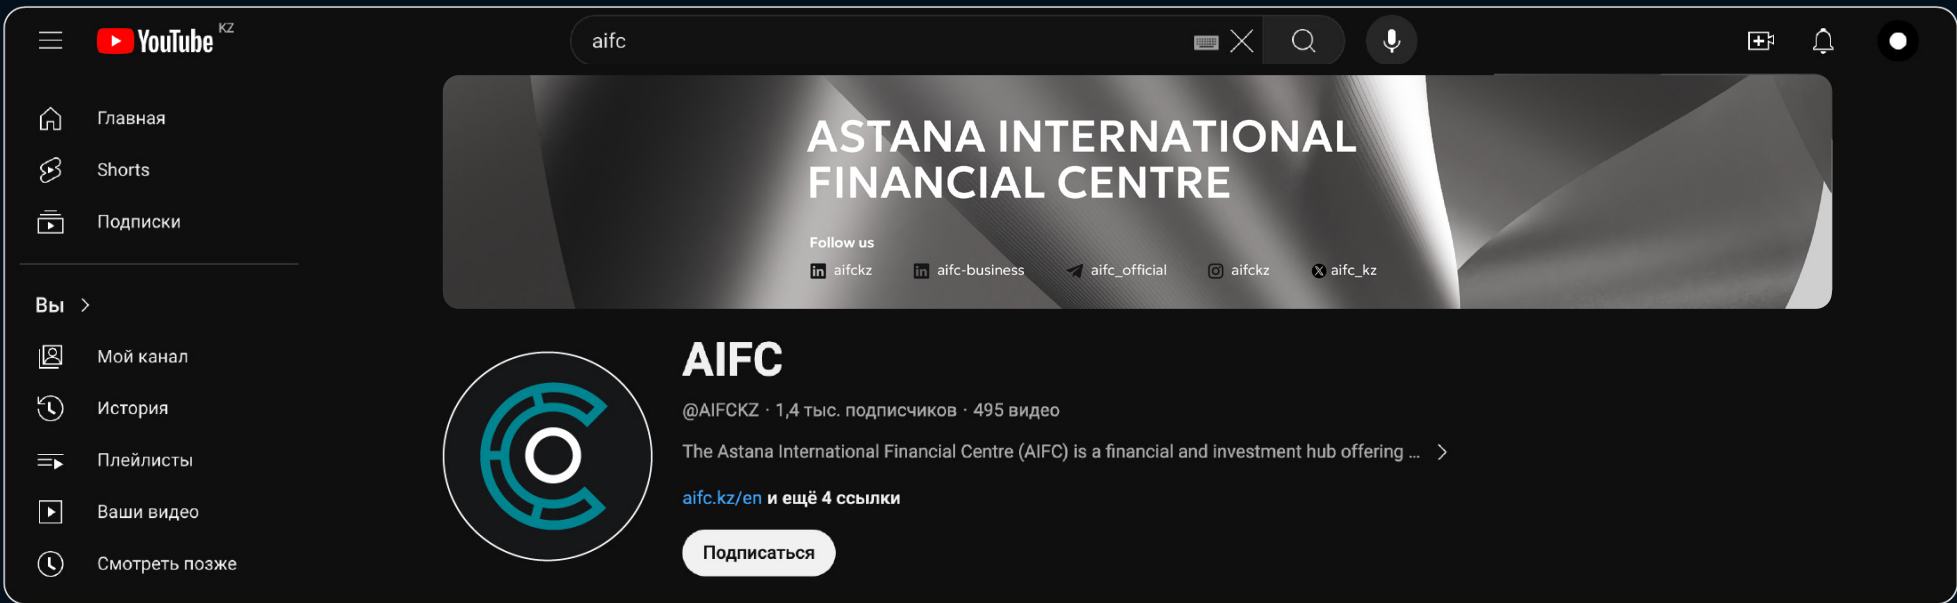 YouTube KZ
aifc
Главная
Shorts
Подписки
Вы
Мой канал
История
Плейлисты
Ваши видео
Смотреть позже
ASTANA INTERNATIONAL
FINANCIAL CENTRE
Follow us
aifckz aifc-business aifc_official aifckz aifc_kz
AIFC
@AIFCKZ · 1,4 тыс. подписчиков · 495 видео
The Astana International Financial Centre (AIFC) is a financial and investment hub offering ...
aifc.kz/en и ещё 4 ссылки
Подписаться